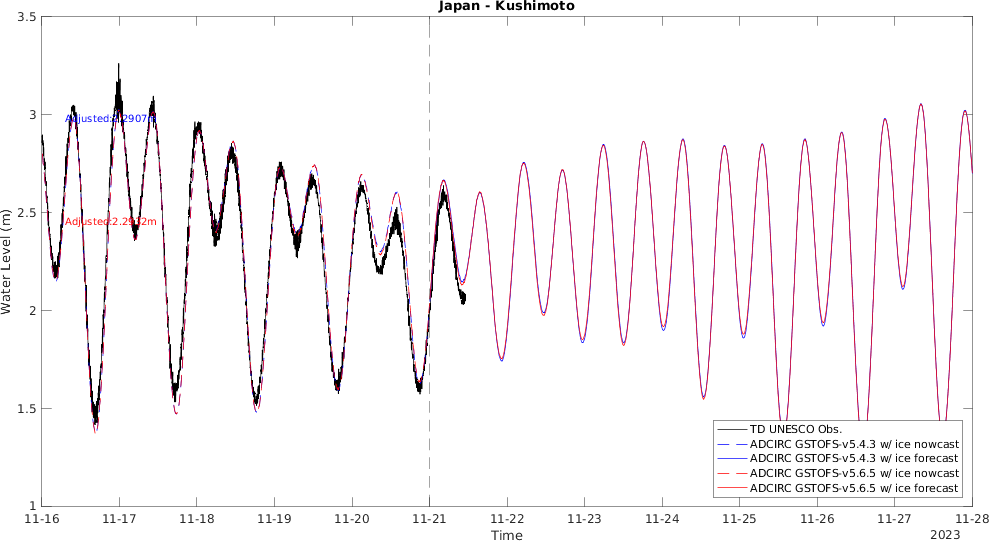 Japan - Kushimoto
3.5
3
2.5
2
1.5
1
Water Level (m)
Adjusted:2.2907m
Adjusted:2.2912m
TD UNESCO Obs.
ADCIRC GSTOFS-v5.4.3 w/ ice nowcast
ADCIRC GSTOFS-v5.4.3 w/ ice forecast
ADCIRC GSTOFS-v5.6.5 w/ ice nowcast
ADCIRC GSTOFS-v5.6.5 w/ ice forecast
11-16 11-17 11-18 11-19 11-20 11-21 11-22 11-23 11-24 11-25 11-26 11-27 11-28
Time
2023